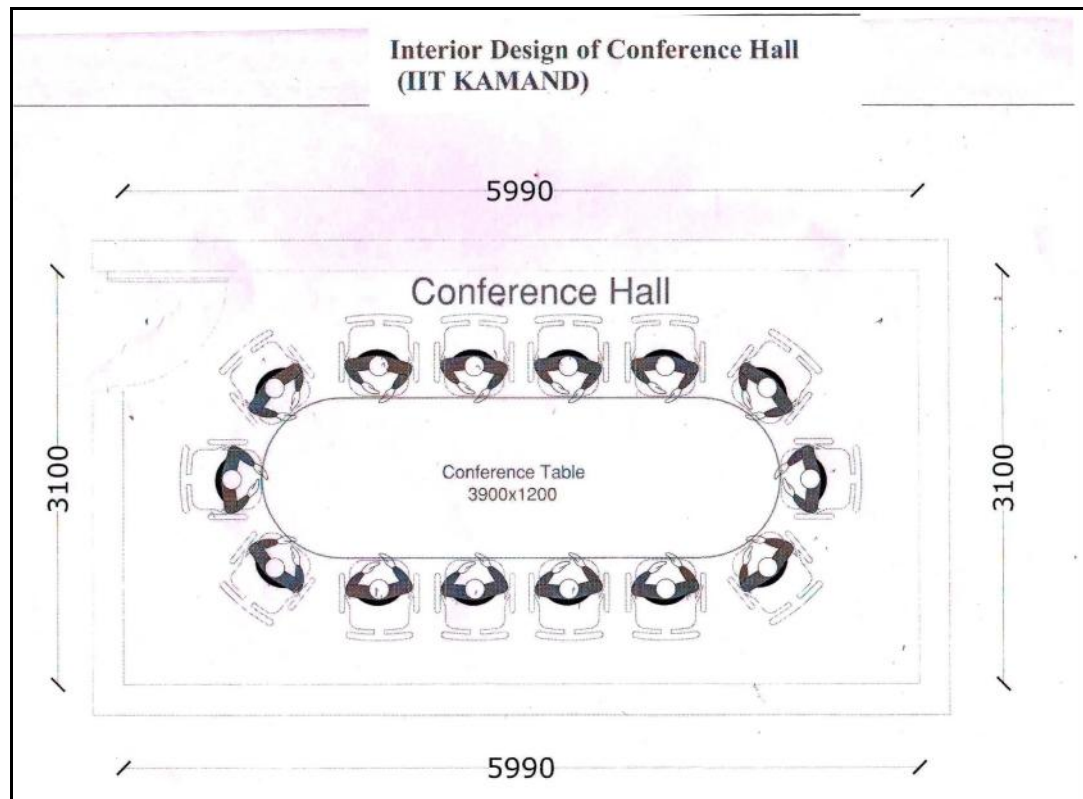 Interior Design of Conference Hall
(IIT KAMAND)
5990
Conference Hall
3100
3100
Conference Table
3900x1200
5990